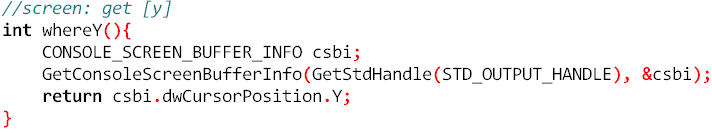 //screen: get [y]
int whereY(){
CONSOLE_SCREEN_BUFFER_INFO csbi;
GetConsoleScreenBufferInfo(GetStdHandle(STD_OUTPUT_HANDLE), &csbi);
return csbi.dwCursorPosition.Y;
}